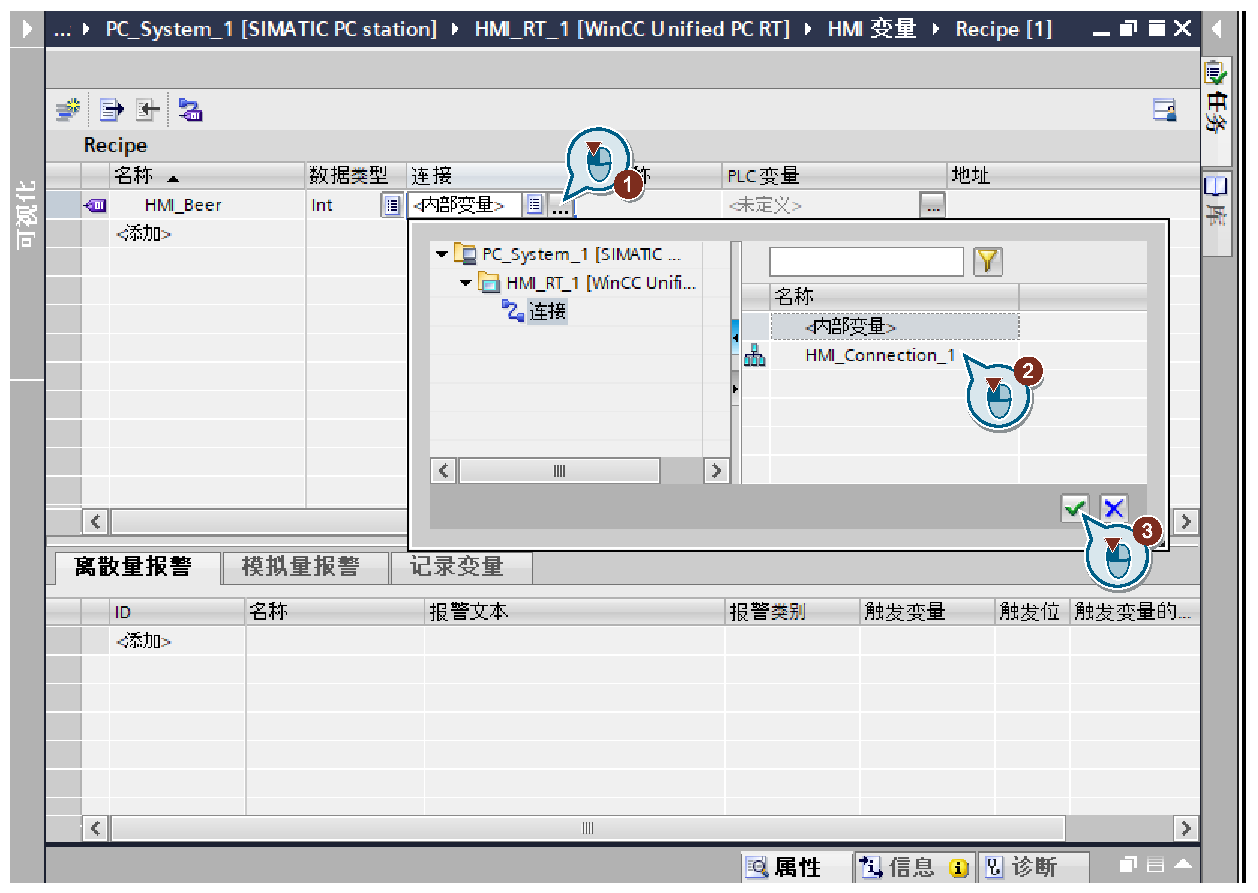 ... PC_System_1 [SIMATIC PC station] HMI_RT_1 [WinCC Unified PC RT] HMI 变量 Recipe [1]
任务
库
可视化
Recipe
名称 数据类型 连接 称 PLC 变量 地址
1
HMI_Beer Int <内部变量> ... <未定义> ...
<添加>
PC_System_1 [SIMATIC ...
HMI_RT_1 [WinCC Unifi...
连接
名称
<内部变量>
HMI_Connection_1
2
3
离散量报警 模拟量报警 记录变量
ID 名称 报警文本 报警类别 触发变量 触发位 触发变量的...
<添加>
属性 信息 诊断